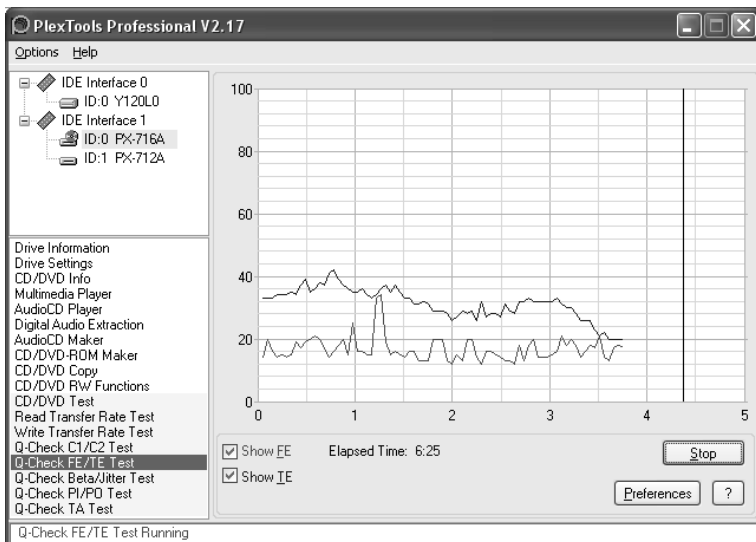 PlexTools Professional V2.17
Options Help
IDE Interface 0
ID:0 Y120L0
IDE Interface 1
ID:0 PX-716A
ID:1 PX-712A
Drive Information
Drive Settings
CD/DVD Info
Multimedia Player
AudioCD Player
Digital Audio Extraction
AudioCD Maker
CD/DVD-ROM Maker
CD/DVD Copy
CD/DVD RW Functions
CD/DVD Test
Read Transfer Rate Test
Write Transfer Rate Test
Q-Check C1/C2 Test
Q-Check FE/TE Test
Q-Check Beta/Jitter Test
Q-Check PI/PO Test
Q-Check TA Test
100
80
60
40
20
0
0 1 2 3 4 5
Show FE Elapsed Time: 6:25 Stop
Show TE
Preferences ?
Q-Check FE/TE Test Running